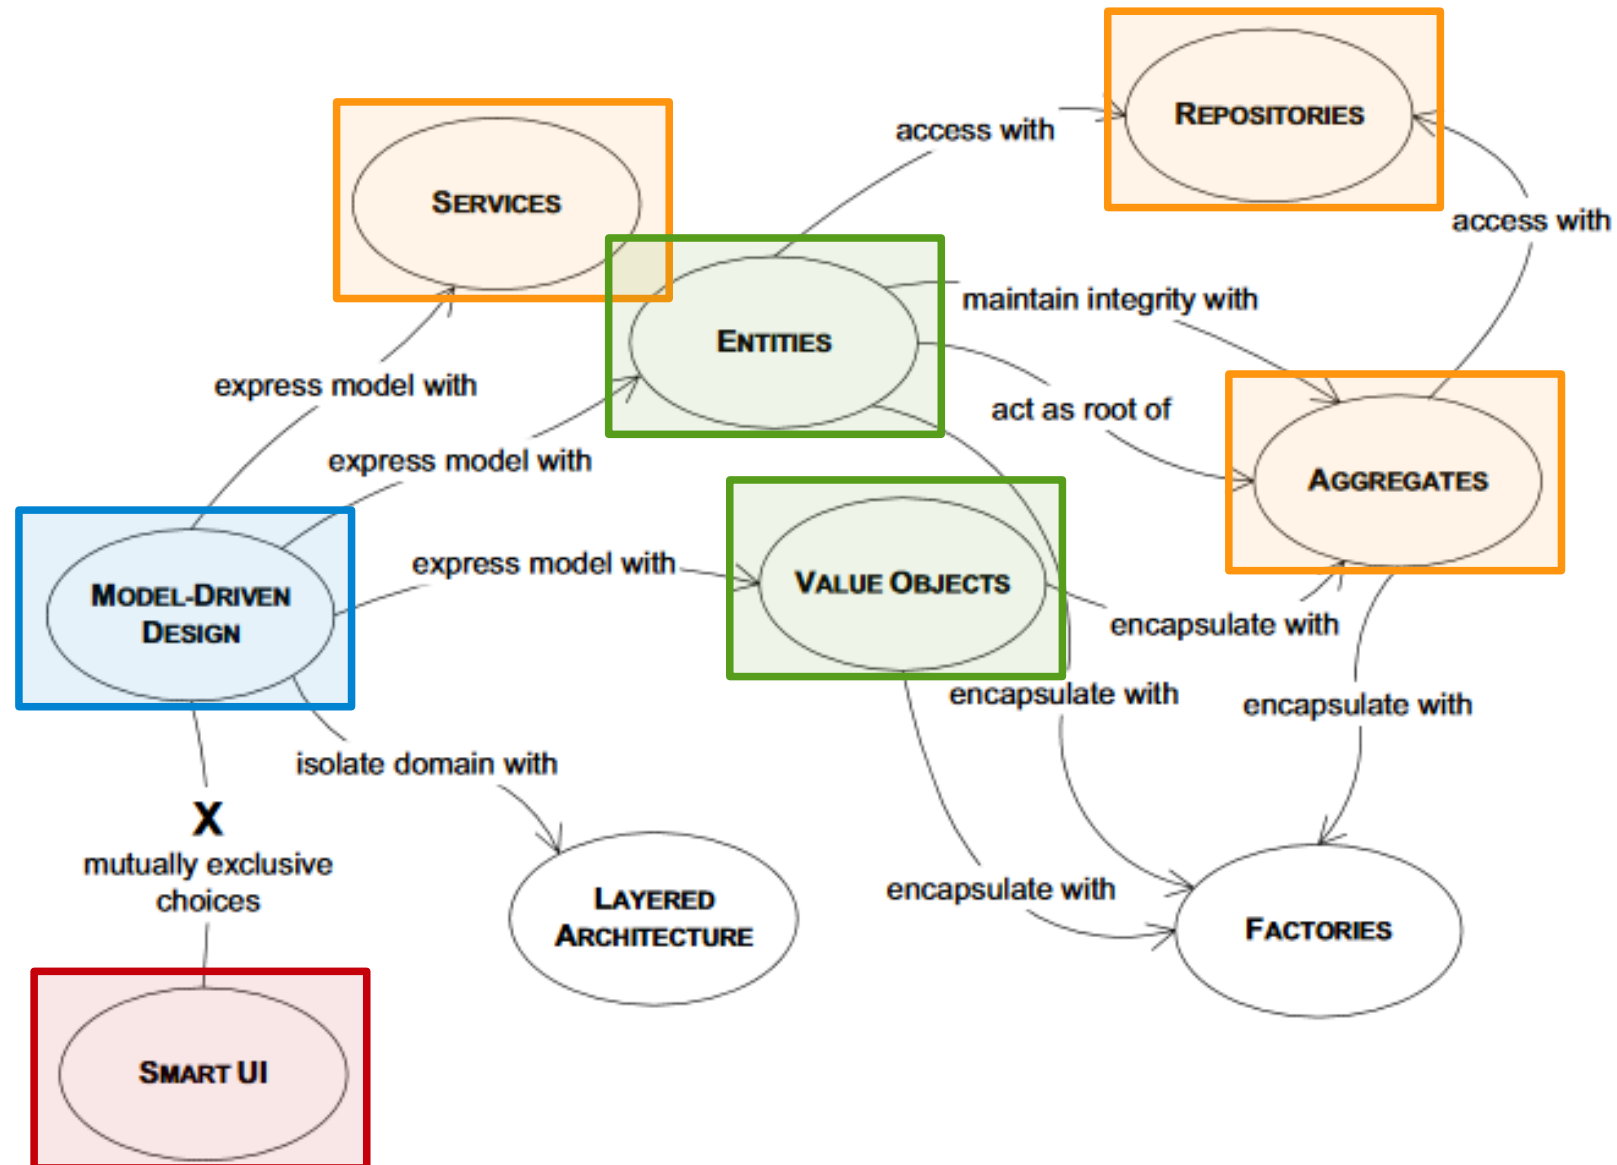 REPOSITORIES
access with
SERVICES
access with
maintain integrity with
ENTITIES
express model with
act as root of
express model with
AGGREGATES
express model with
VALUE OBJECTS
MODEL-DRIVEN
DESIGN
encapsulate with
encapsulate with
encapsulate with
isolate domain with
X
mutually exclusive
choices
encapsulate with
LAYERED
ARCHITECTURE
FACTORIES
SMART UI